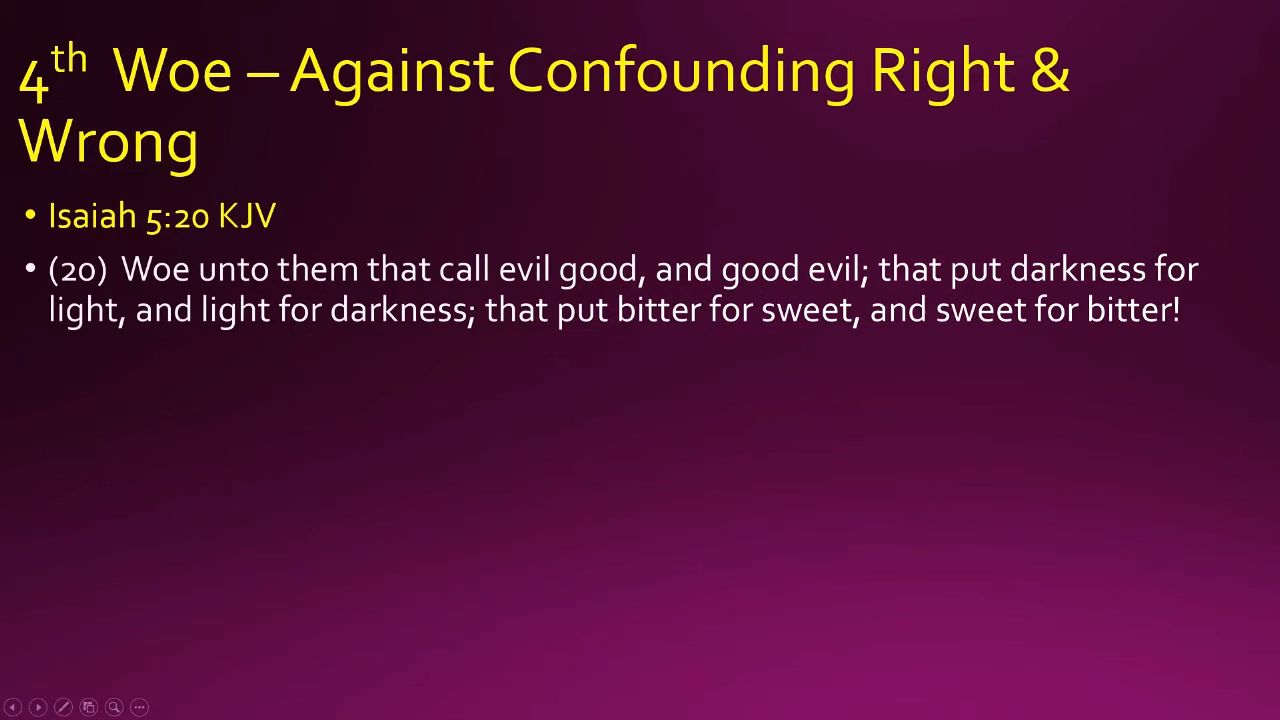 4th Woe – Against Confounding Right &
Wrong
• Isaiah 5:20 KJV
• (20) Woe unto them that call evil good, and good evil; that put darkness for
light, and light for darkness; that put bitter for sweet, and sweet for bitter!